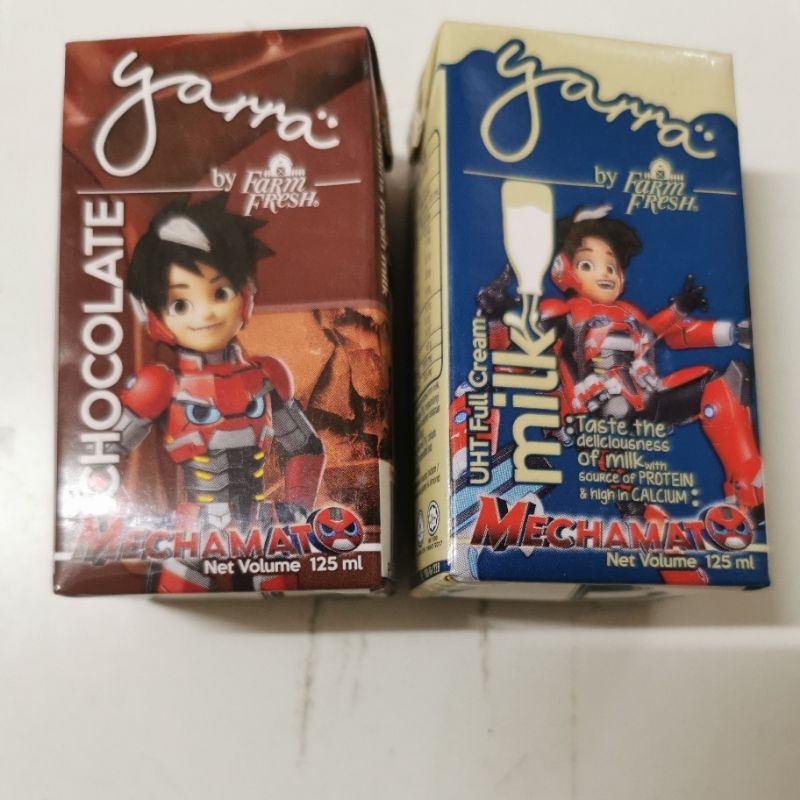 yarra
by FARM
FRESH®
CHOCOLATE
MECHAMATO
Net Volume 125 ml
yarra
by FARM
FRESH®
UHT Full Cream
milk
Taste the
deliciousness
of milk with
source of PROTEIN
& high in CALCIUM
MECHAMATO
Net Volume 125 ml